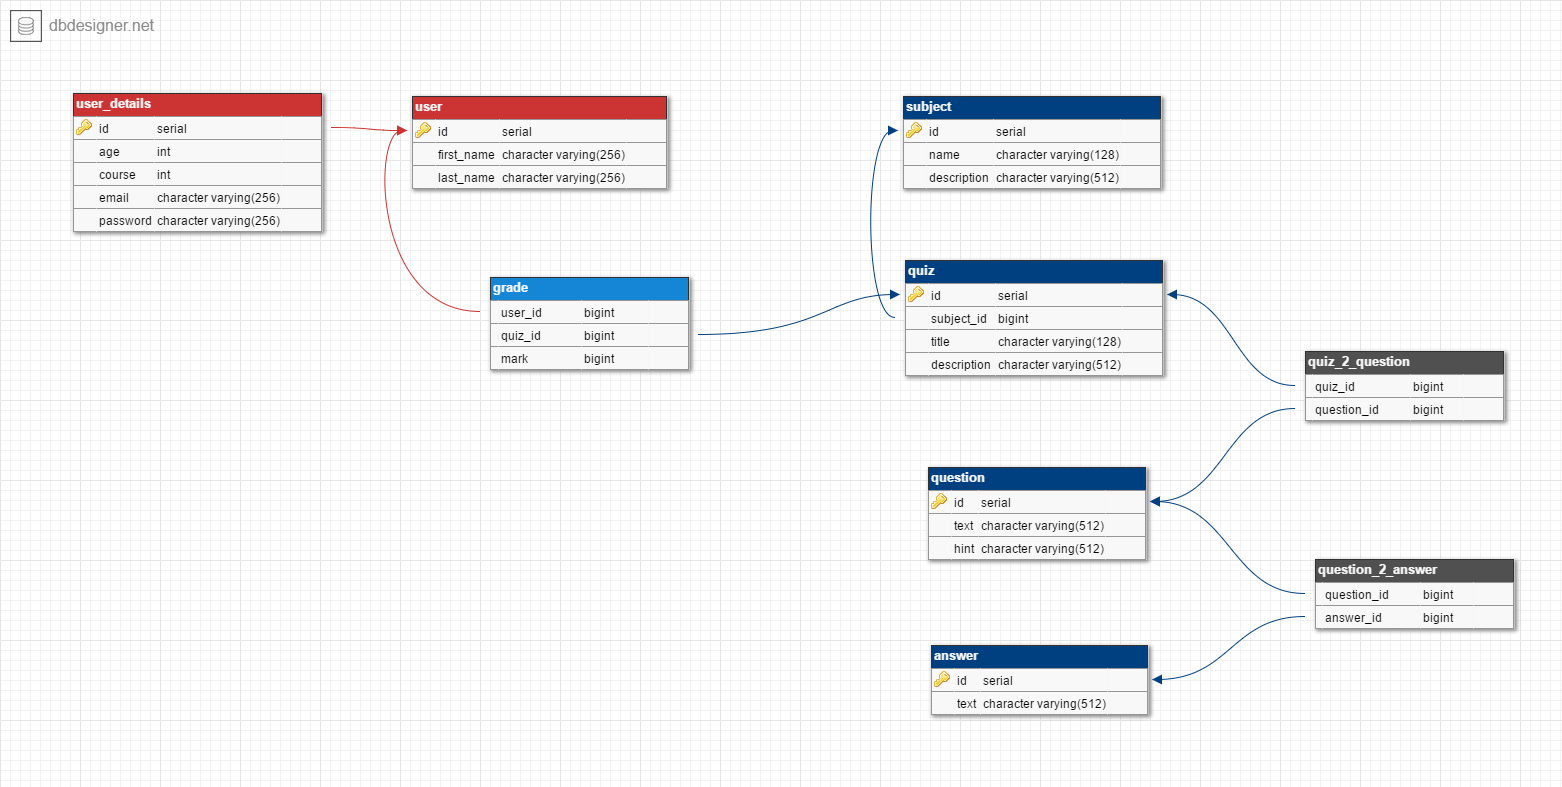 dbdesigner.net
user_details
id serial
age int
course int
email character varying(256)
password character varying(256)
user
id serial
first_name character varying(256)
last_name character varying(256)
subject
id serial
name character varying(128)
description character varying(512)
grade
user_id bigint
quiz_id bigint
mark bigint
quiz
id serial
subject_id bigint
title character varying(128)
description character varying(512)
quiz_2_question
quiz_id bigint
question_id bigint
question
id serial
text character varying(512)
hint character varying(512)
question_2_answer
question_id bigint
answer_id bigint
answer
id serial
text character varying(512)